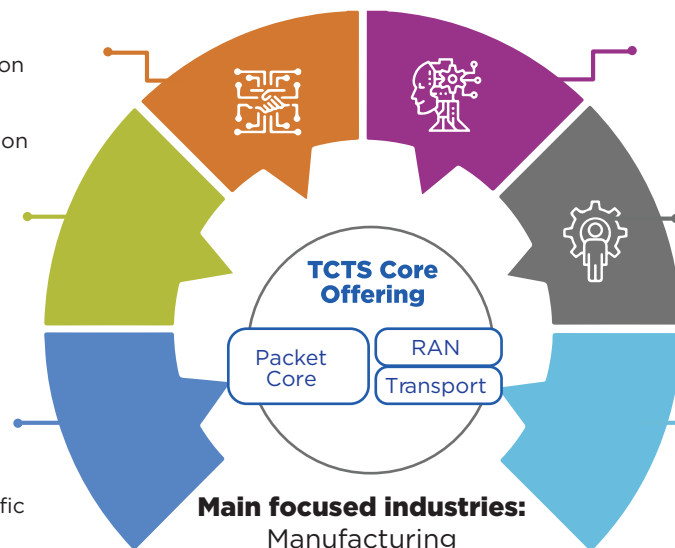 on
on
TCTS Core
Offering
Packet
Core
RAN
Transport
fic
Main focused industries:
Manufacturing